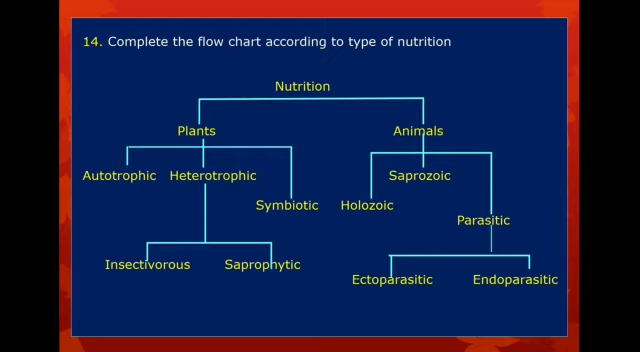 14. Complete the flow chart according to type of nutrition
Nutrition
Plants Animals
Autotrophic Heterotrophic Saprozoic
Symbiotic Holozoic
Parasitic
Insectivorous Saprophytic
Ectoparasitic Endoparasitic